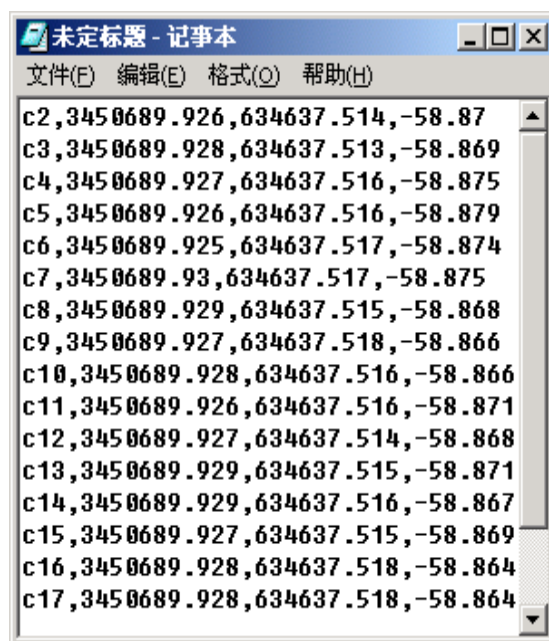 未定标题 - 记事本
文件(F) 编辑(E) 格式(O) 帮助(H)
c2,3450689.926,634637.514,-58.87
c3,3450689.928,634637.513,-58.869
c4,3450689.927,634637.516,-58.875
c5,3450689.926,634637.516,-58.879
c6,3450689.925,634637.517,-58.874
c7,3450689.93,634637.517,-58.875
c8,3450689.929,634637.515,-58.868
c9,3450689.927,634637.518,-58.866
c10,3450689.928,634637.516,-58.866
c11,3450689.926,634637.516,-58.871
c12,3450689.927,634637.514,-58.868
c13,3450689.929,634637.515,-58.871
c14,3450689.929,634637.516,-58.867
c15,3450689.927,634637.515,-58.869
c16,3450689.928,634637.518,-58.864
c17,3450689.928,634637.518,-58.864